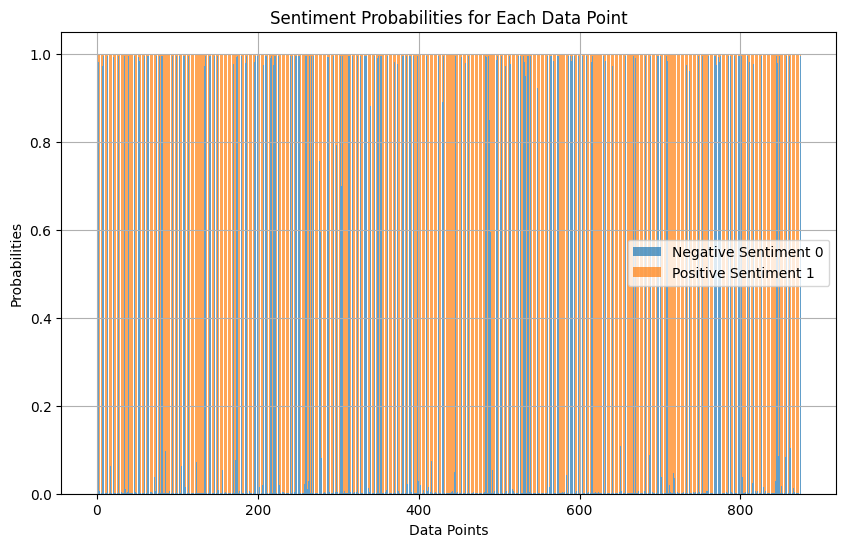 Sentiment Probabilities for Each Data Point
Probabilities
1.0
0.8
0.6
0.4
0.2
0.0
Negative Sentiment 0
Positive Sentiment 1
0
200
400
600
800
Data Points